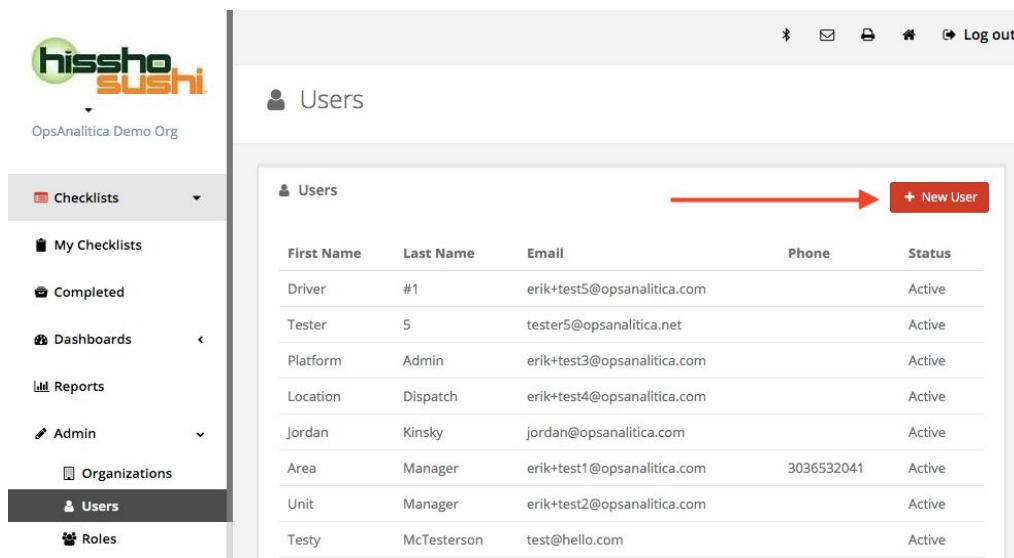 hissho
sushi
OpsAnalitica Demo Org
Checklists
My Checklists
Completed
Dashboards
Reports
Admin
Organizations
Users
Roles
Log out
Users
Users
+ New User
First Name Last Name Email Phone Status
Driver #1 erik+test5@opsanalitica.com Active
Tester 5 tester5@opsanalitica.net Active
Platform Admin erik+test3@opsanalitica.com Active
Location Dispatch erik+test4@opsanalitica.com Active
Jordan Kinsky jordan@opsanalitica.com Active
Area Manager erik+test1@opsanalitica.com 3036532041 Active
Unit Manager erik+test2@opsanalitica.com Active
Testy McTesterson test@hello.com Active